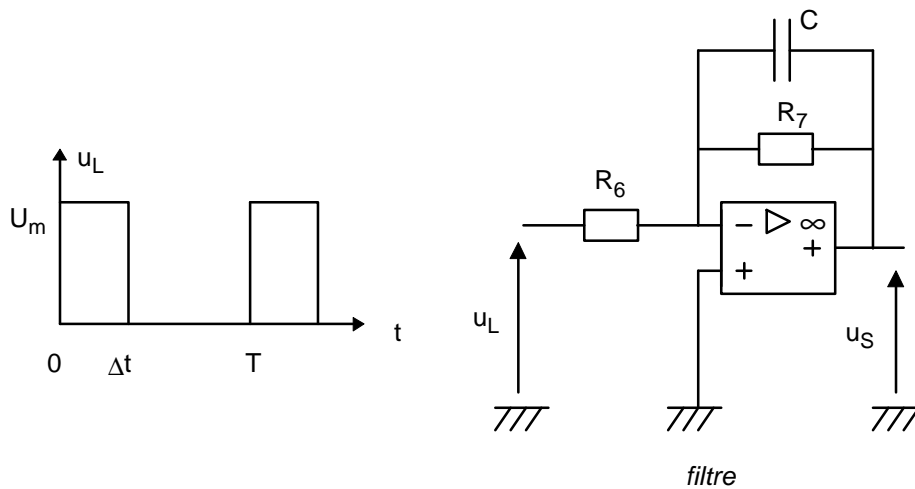 u_L
U_m
0 Δt T t
C
R_7
R_6
− ▷ ∞
+
+
u_L
u_S
filtre